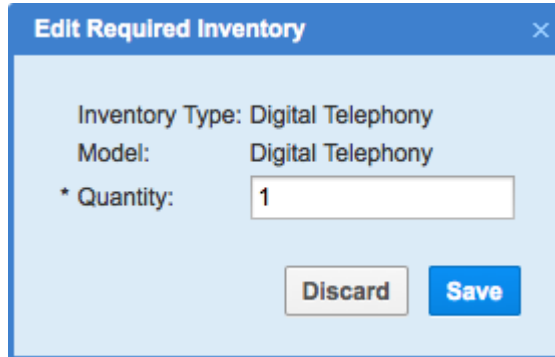 Edit Required Inventory ×
Inventory Type: Digital Telephony
Model: Digital Telephony
* Quantity: 1
Discard Save